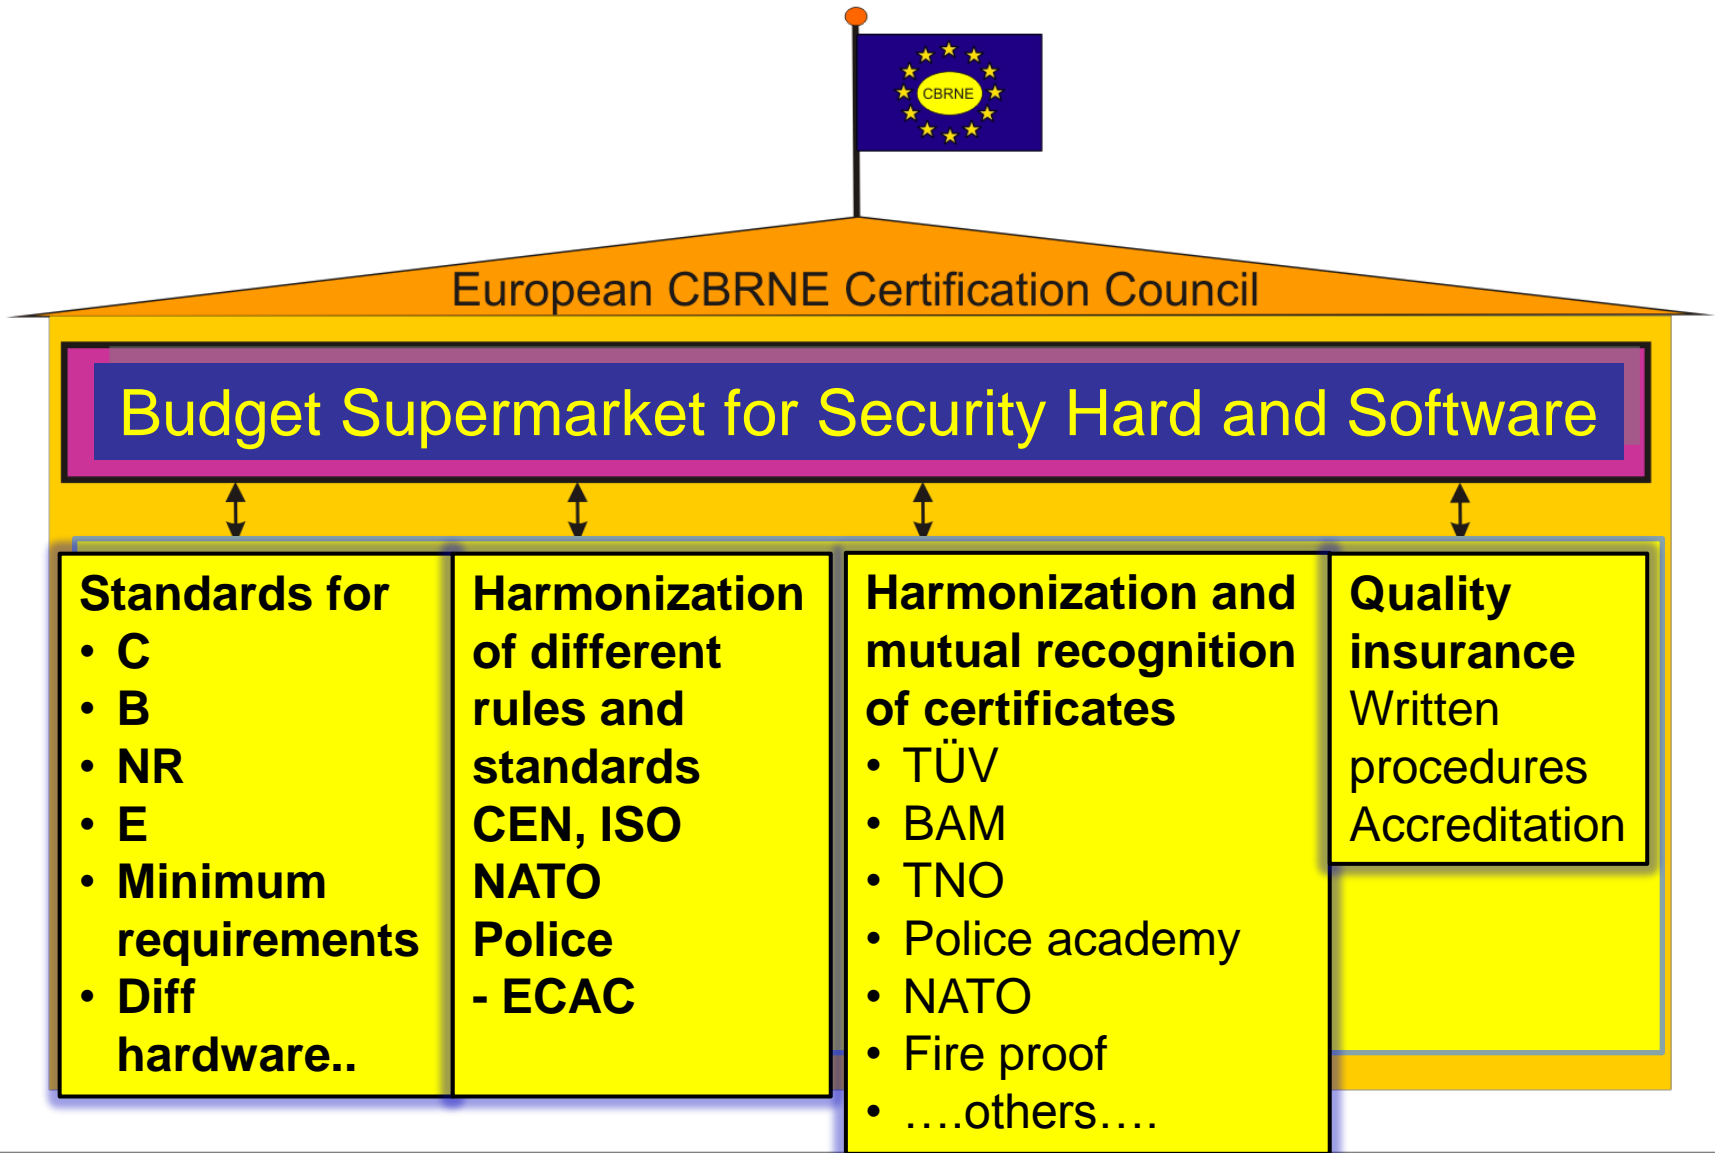 CBRNE
European CBRNE Certification Council
Budget Supermarket for Security Hard and Software
Standards for
• C
• B
• NR
• E
• Minimum
requirements
• Diff
hardware..
Harmonization
of different
rules and
standards
CEN, ISO
NATO
Police
- ECAC
Harmonization and
mutual recognition
of certificates
• TÜV
• BAM
• TNO
• Police academy
• NATO
• Fire proof
• ….others….
Quality
insurance
Written
procedures
Accreditation